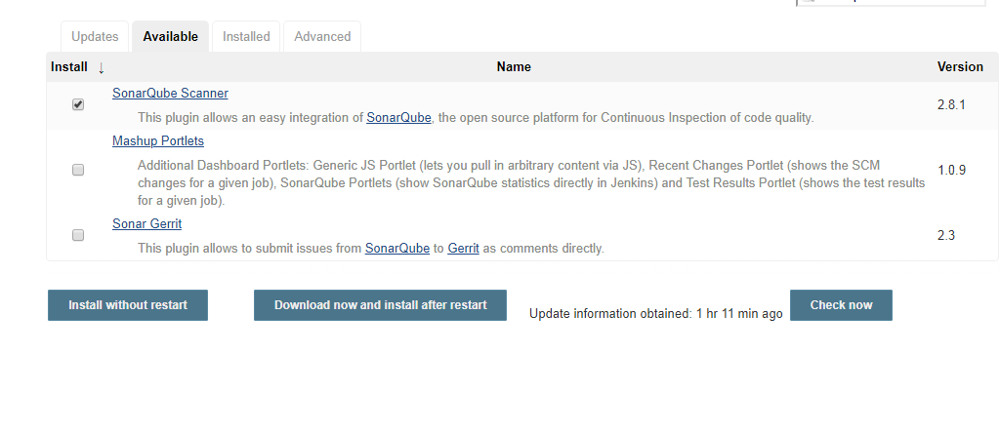 Updates Available Installed Advanced
Install ↓ Name Version
SonarQube Scanner
This plugin allows an easy integration of SonarQube, the open source platform for Continuous Inspection of code quality.
2.8.1
Mashup Portlets
Additional Dashboard Portlets: Generic JS Portlet (lets you pull in arbitrary content via JS), Recent Changes Portlet (shows the SCM
changes for a given job), SonarQube Portlets (show SonarQube statistics directly in Jenkins) and Test Results Portlet (shows the test results
for a given job).
1.0.9
Sonar Gerrit
This plugin allows to submit issues from SonarQube to Gerrit as comments directly.
2.3
Install without restart Download now and install after restart Update information obtained: 1 hr 11 min ago Check now